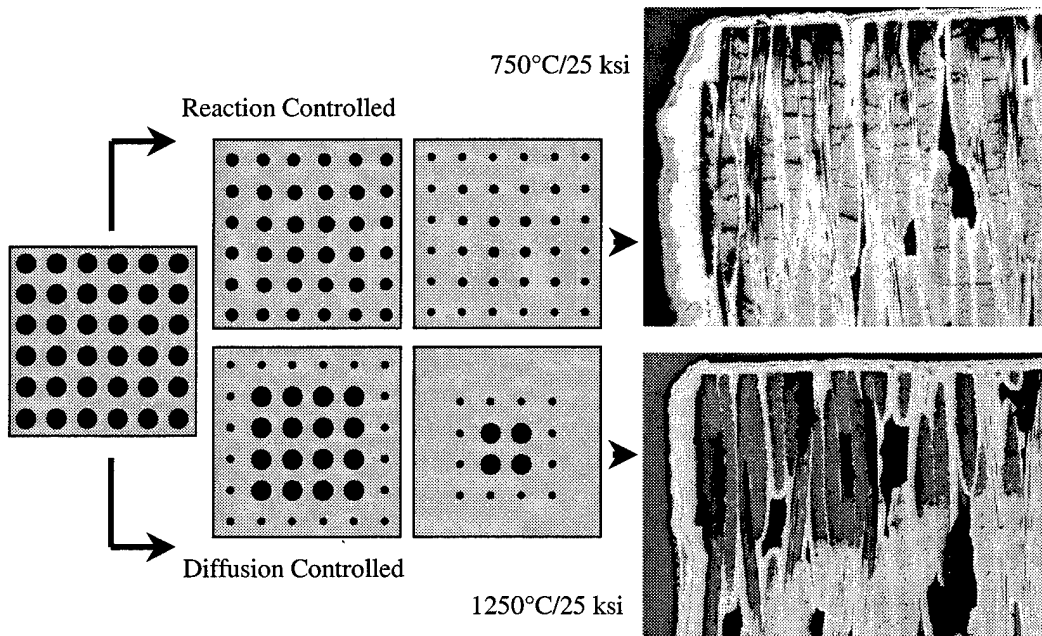 750°C/25 ksi
Reaction Controlled
Diffusion Controlled
1250°C/25 ksi